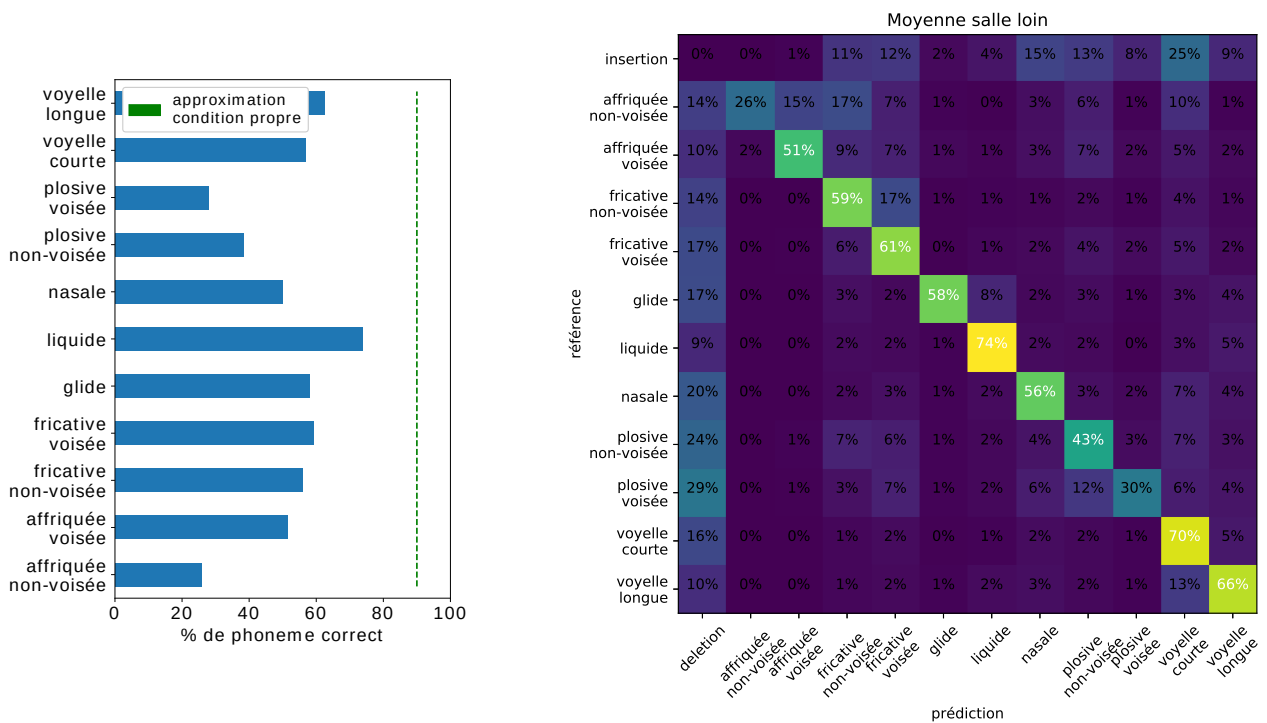 voyelle
longue
voyelle
courte
plosive
voisée
plosive
non-voisée
nasale
liquide
glide
fricative
voisée
fricative
non-voisée
affriquée
voisée
affriquée
non-voisée
approximation
condition propre
0 20 40 60 80 100
% de phoneme correct
Moyenne salle loin
référence
insertion 0% 0% 1% 11% 12% 2% 4% 15% 13% 8% 25% 9%
affriquée
non-voisée 14% 26% 15% 17% 7% 1% 0% 3% 6% 1% 10% 1%
affriquée
voisée 10% 2% 51% 9% 7% 1% 1% 3% 7% 2% 5% 2%
fricative
non-voisée 14% 0% 0% 59% 17% 1% 1% 1% 2% 1% 4% 1%
fricative
voisée 17% 0% 0% 6% 61% 0% 1% 2% 4% 2% 5% 2%
glide 17% 0% 0% 3% 2% 58% 8% 2% 3% 1% 3% 4%
liquide 9% 0% 0% 2% 2% 1% 74% 2% 2% 0% 3% 5%
nasale 20% 0% 0% 2% 3% 1% 2% 56% 3% 2% 7% 4%
plosive
non-voisée 24% 0% 1% 7% 6% 1% 2% 4% 43% 3% 7% 3%
plosive
voisée 29% 0% 1% 3% 7% 1% 2% 6% 12% 30% 6% 4%
voyelle
courte 16% 0% 0% 1% 2% 0% 1% 2% 2% 1% 70% 5%
voyelle
longue 10% 0% 0% 1% 2% 1% 2% 3% 2% 1% 13% 66%
deletion
affriquée
non-voisée
affriquée
voisée
fricative
non-voisée
fricative
voisée
glide
liquide
nasale
plosive
non-voisée
plosive
voisée
voyelle
courte
voyelle
longue
prédiction